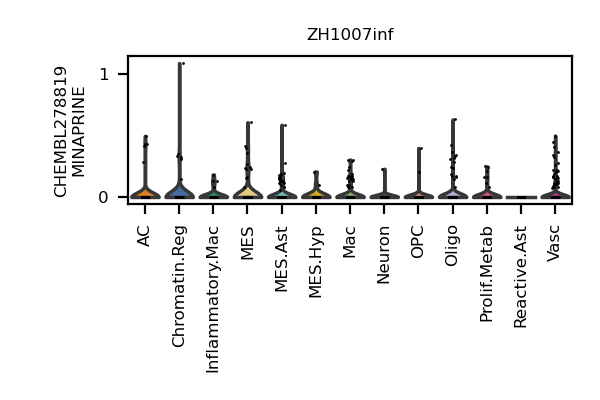 ZH1007inf
CHEMBL278819
MINAPRINE
1
0
AC
Chromatin.Reg
Inflammatory.Mac
MES
MES.Ast
MES.Hyp
Mac
Neuron
OPC
Oligo
Prolif.Metab
Reactive.Ast
Vasc